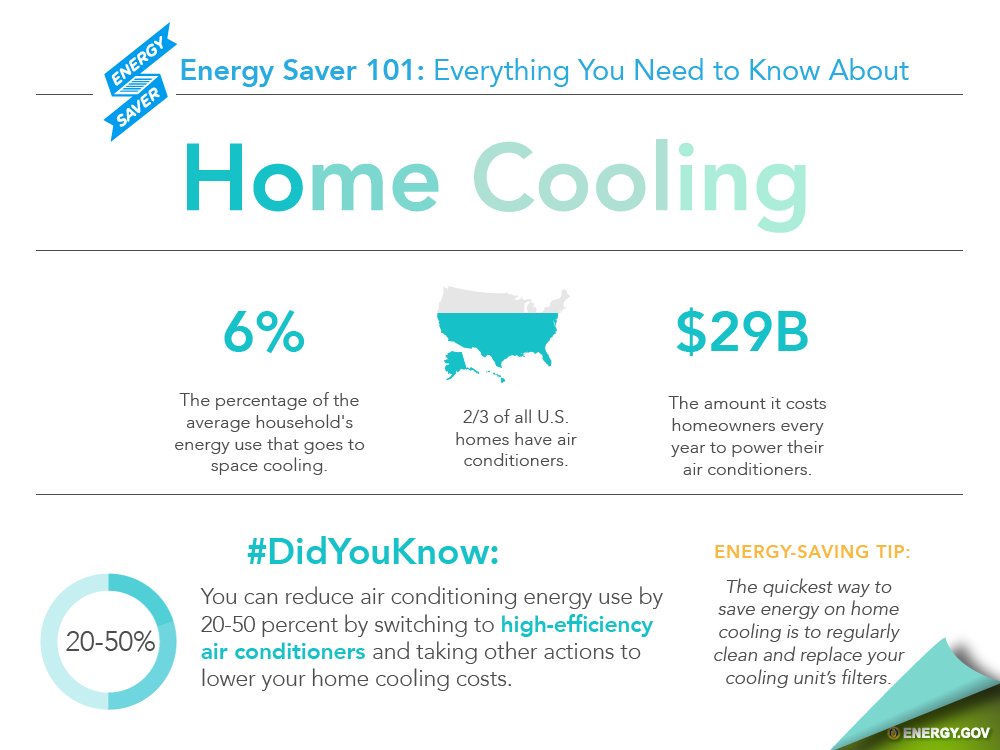 ENERGY
SAVER
Energy Saver 101: Everything You Need to Know About
Home Cooling
6%
The percentage of the
average household's
energy use that goes to
space cooling.
2/3 of all U.S.
homes have air
conditioners.
$29B
The amount it costs
homeowners every
year to power their
air conditioners.
#DidYouKnow:
20-50%
You can reduce air conditioning energy use by
20-50 percent by switching to high-efficiency
air conditioners and taking other actions to
lower your home cooling costs.
ENERGY-SAVING TIP:
The quickest way to
save energy on home
cooling is to regularly
clean and replace your
cooling unit's filters.
ENERGY.GOV